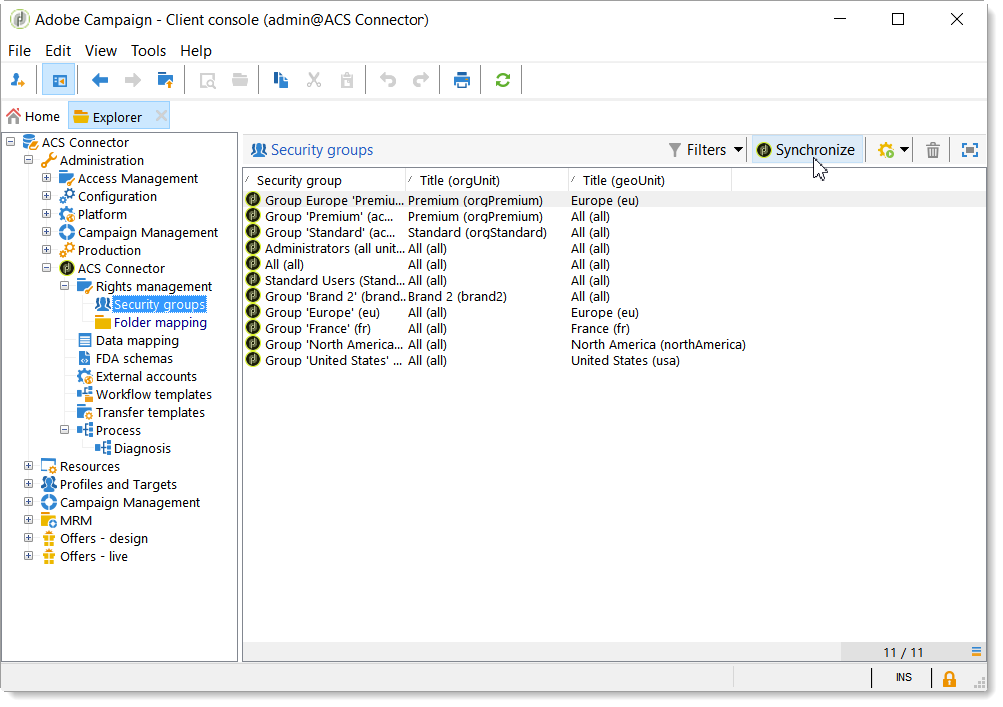 Adobe Campaign - Client console (admin@ACS Connector)
File Edit View Tools Help
Home Explorer
ACS Connector
Administration
Access Management
Configuration
Platform
Campaign Management
Production
ACS Connector
Rights management
Security groups
Folder mapping
Data mapping
FDA schemas
External accounts
Workflow templates
Transfer templates
Process
Diagnosis
Resources
Profiles and Targets
Campaign Management
MRM
Offers - design
Offers - live
Security groups Filters Synchronize
Security group Title (orgUnit) Title (geoUnit)
Group Europe 'Premiu... Premium (orgPremium) Europe (eu)
Group 'Premium' (ac... Premium (orgPremium) All (all)
Group 'Standard' (ac... Standard (orgStandard) All (all)
Administrators (all unit... All (all) All (all)
All (all) All (all) All (all)
Standard Users (Stand... All (all) All (all)
Group 'Brand 2' (brand... Brand 2 (brand2) All (all)
Group 'Europe' (eu) All (all) Europe (eu)
Group 'France' (fr) All (all) France (fr)
Group 'North America... All (all) North America (northAmerica)
Group 'United States' ... All (all) United States (usa)
11 / 11
INS